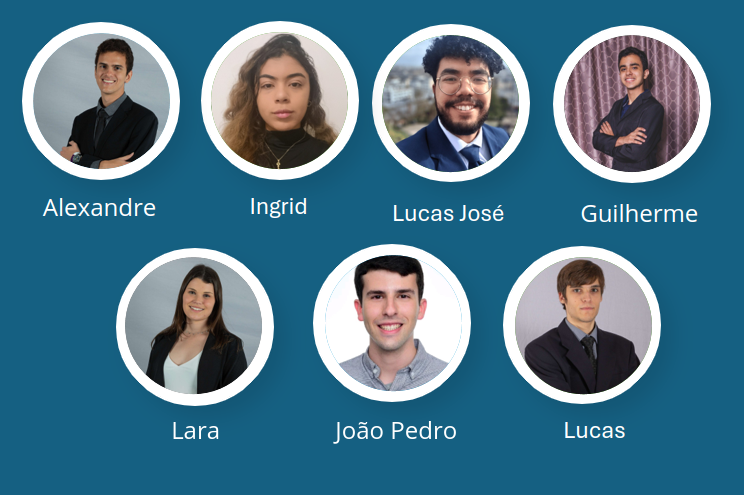 Alexandre
Ingrid
Lucas José
Guilherme
Lara
João Pedro
Lucas